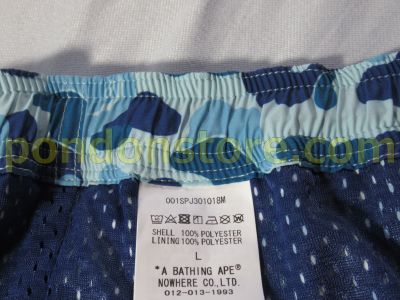 001SPJ301018M
pondonstore.com
SHELL 100% POLYESTER
LINING 100% POLYESTER
L
"A BATHING APE®
NOWHERE CO.,LTD.
012-013-1993